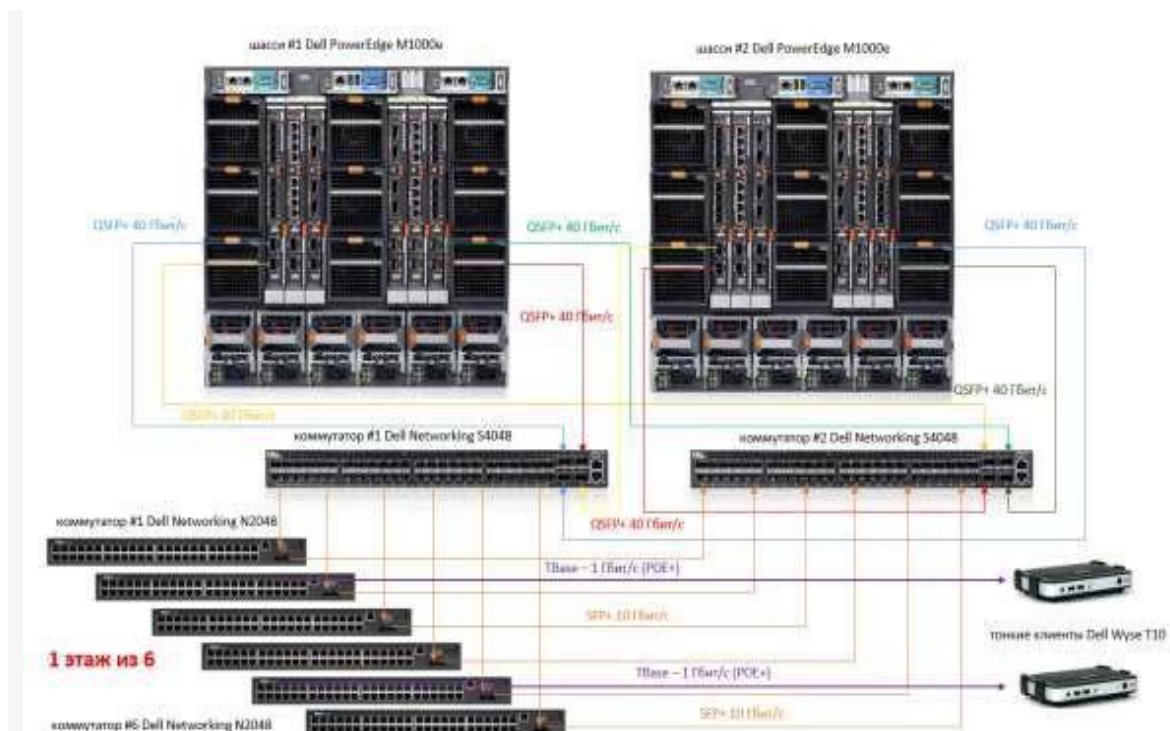 шасси #1 Dell PowerEdge M1000e
шасси #2 Dell PowerEdge M1000e
QSFP+ 40 Гбит/с
QSFP+ 40 Гбит/с
QSFP+ 40 Гбит/с
QSFP+ 40 Гбит/с
QSFP+ 40 Гбит/с
QSFP+ 40 Гбит/с
QSFP+ 40 Гбит/с
коммутатор #1 Dell Networking S4048
коммутатор #2 Dell Networking S4048
QSFP+ 40 Гбит/с
коммутатор #1 Dell Networking N2048
TBase – 1 Гбит/с (POE+)
SFP+ 10 Гбит/с
тонкие клиенты Dell Wyse T10
1 этаж из 6
TBase – 1 Гбит/с (POE+)
SFP+ 10 Гбит/с
коммутатор #6 Dell Networking N2048